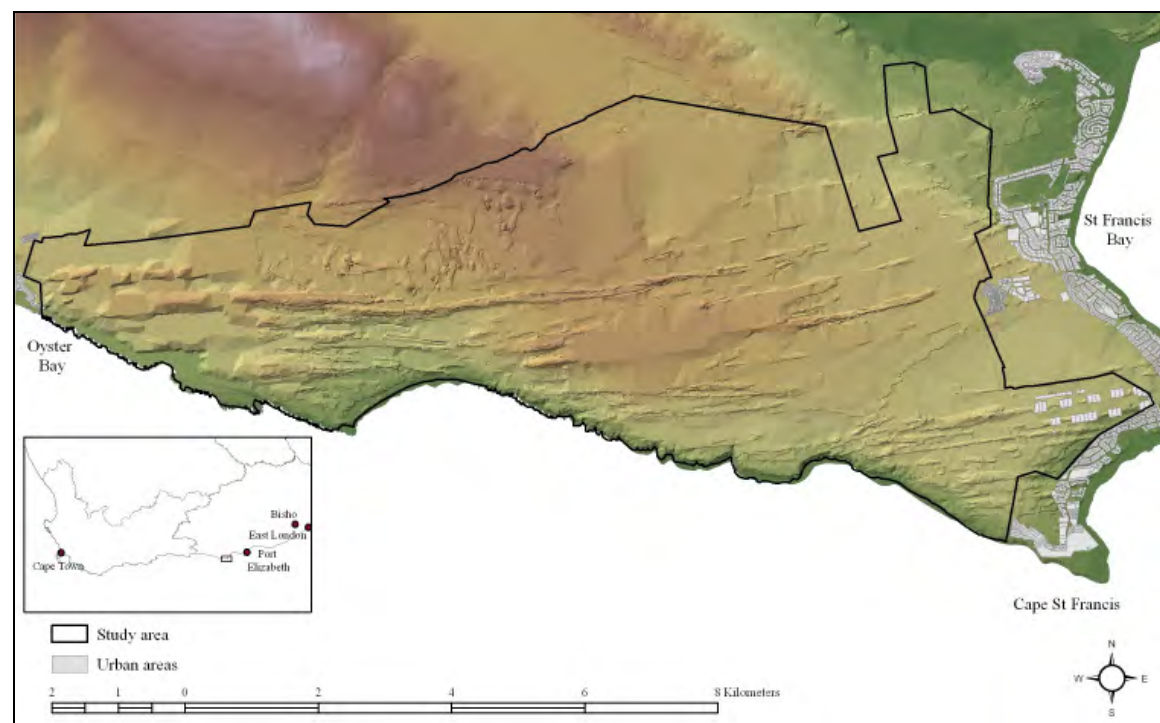 St Francis
Bay
Oyster
Bay
Bisho
East London
Port
Elizabeth
Cape Town
Cape St Francis
Study area
Urban areas
N
W E
S
2 1 0 2 4 6 8 Kilometers